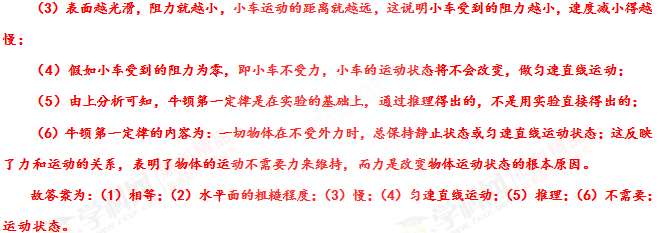 （3）表面越光滑，阻力就越小，小车运动的距离就越远，这说明小车受到的阻力越小，速度减小得越
慢；
（4）假如小车受到的阻力为零，即小车不受力，小车的运动状态将不会改变，做匀速直线运动；
（5）由上分析可知，牛顿第一定律是在实验的基础上，通过推理得出的，不是用实验直接得出的；
（6）牛顿第一定律的内容为：一切物体在不受外力时，总保持静止状态或匀速直线运动状态；这反映
了力和运动的关系，表明了物体的运动不需要力来维持，而力是改变物体运动状态的根本原因。
故答案为：（1）相等；（2）水平面的粗糙程度；（3）慢；（4）匀速直线运动；（5）推理；（6）不需要；
运动状态。